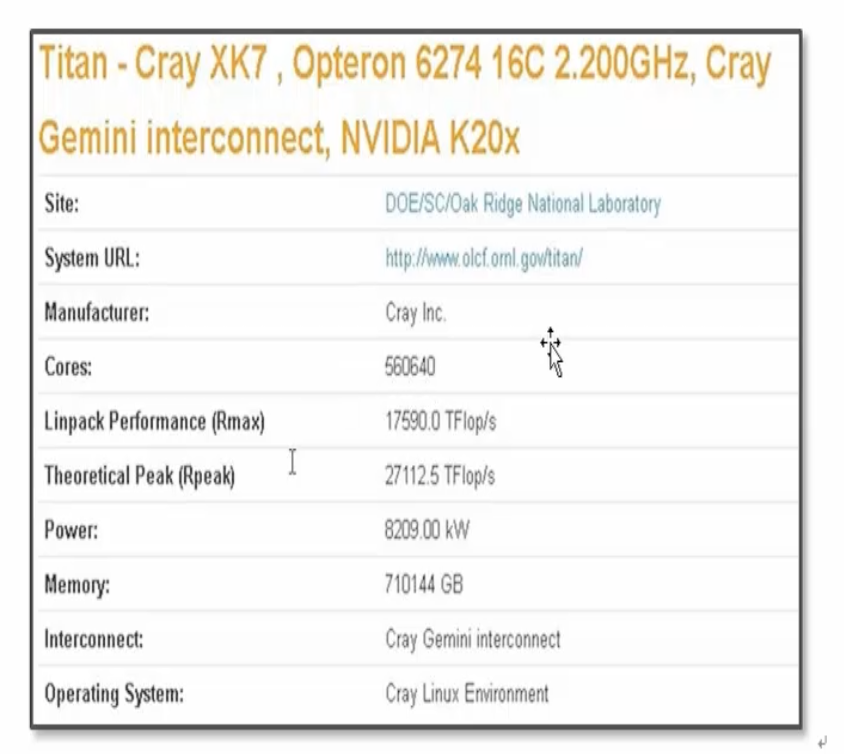 Titan - Cray XK7 , Opteron 6274 16C 2.200GHz, Cray
Gemini interconnect, NVIDIA K20x
Site: DOE/SC/Oak Ridge National Laboratory
System URL: http://www.olcf.ornl.gov/titan/
Manufacturer: Cray Inc.
Cores: 560640
Linpack Performance (Rmax) 17590.0 TFlop/s
Theoretical Peak (Rpeak) 27112.5 TFlop/s
Power: 8209.00 kW
Memory: 710144 GB
Interconnect: Cray Gemini interconnect
Operating System: Cray Linux Environment